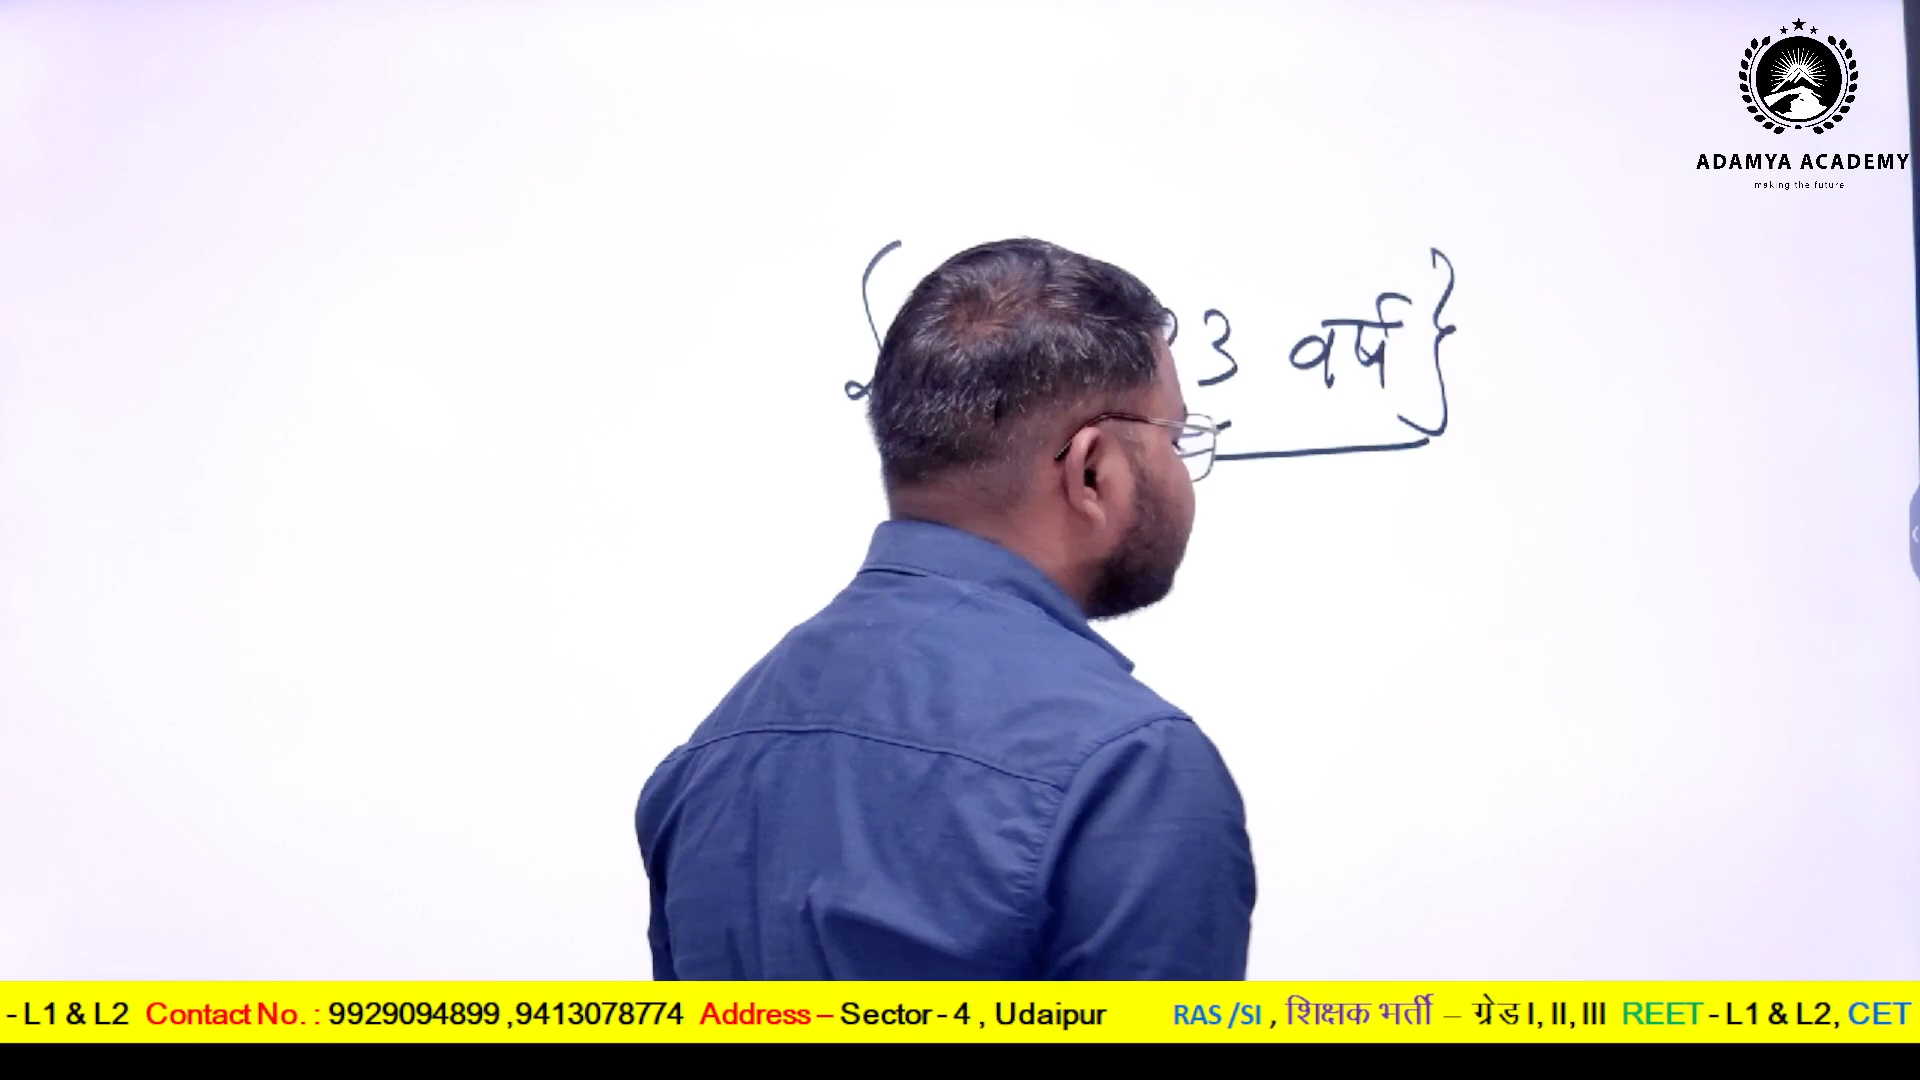 ADAMYA ACADEMY
making the future
3 वर्ष }
- L1 & L2 Contact No. : 9929094899 ,9413078774 Address – Sector - 4 , Udaipur RAS /SI , शिक्षक भर्ती – ग्रेड I, II, III REET - L1 & L2, CET